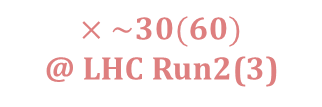 × ~30(60)
@ LHC Run2(3)